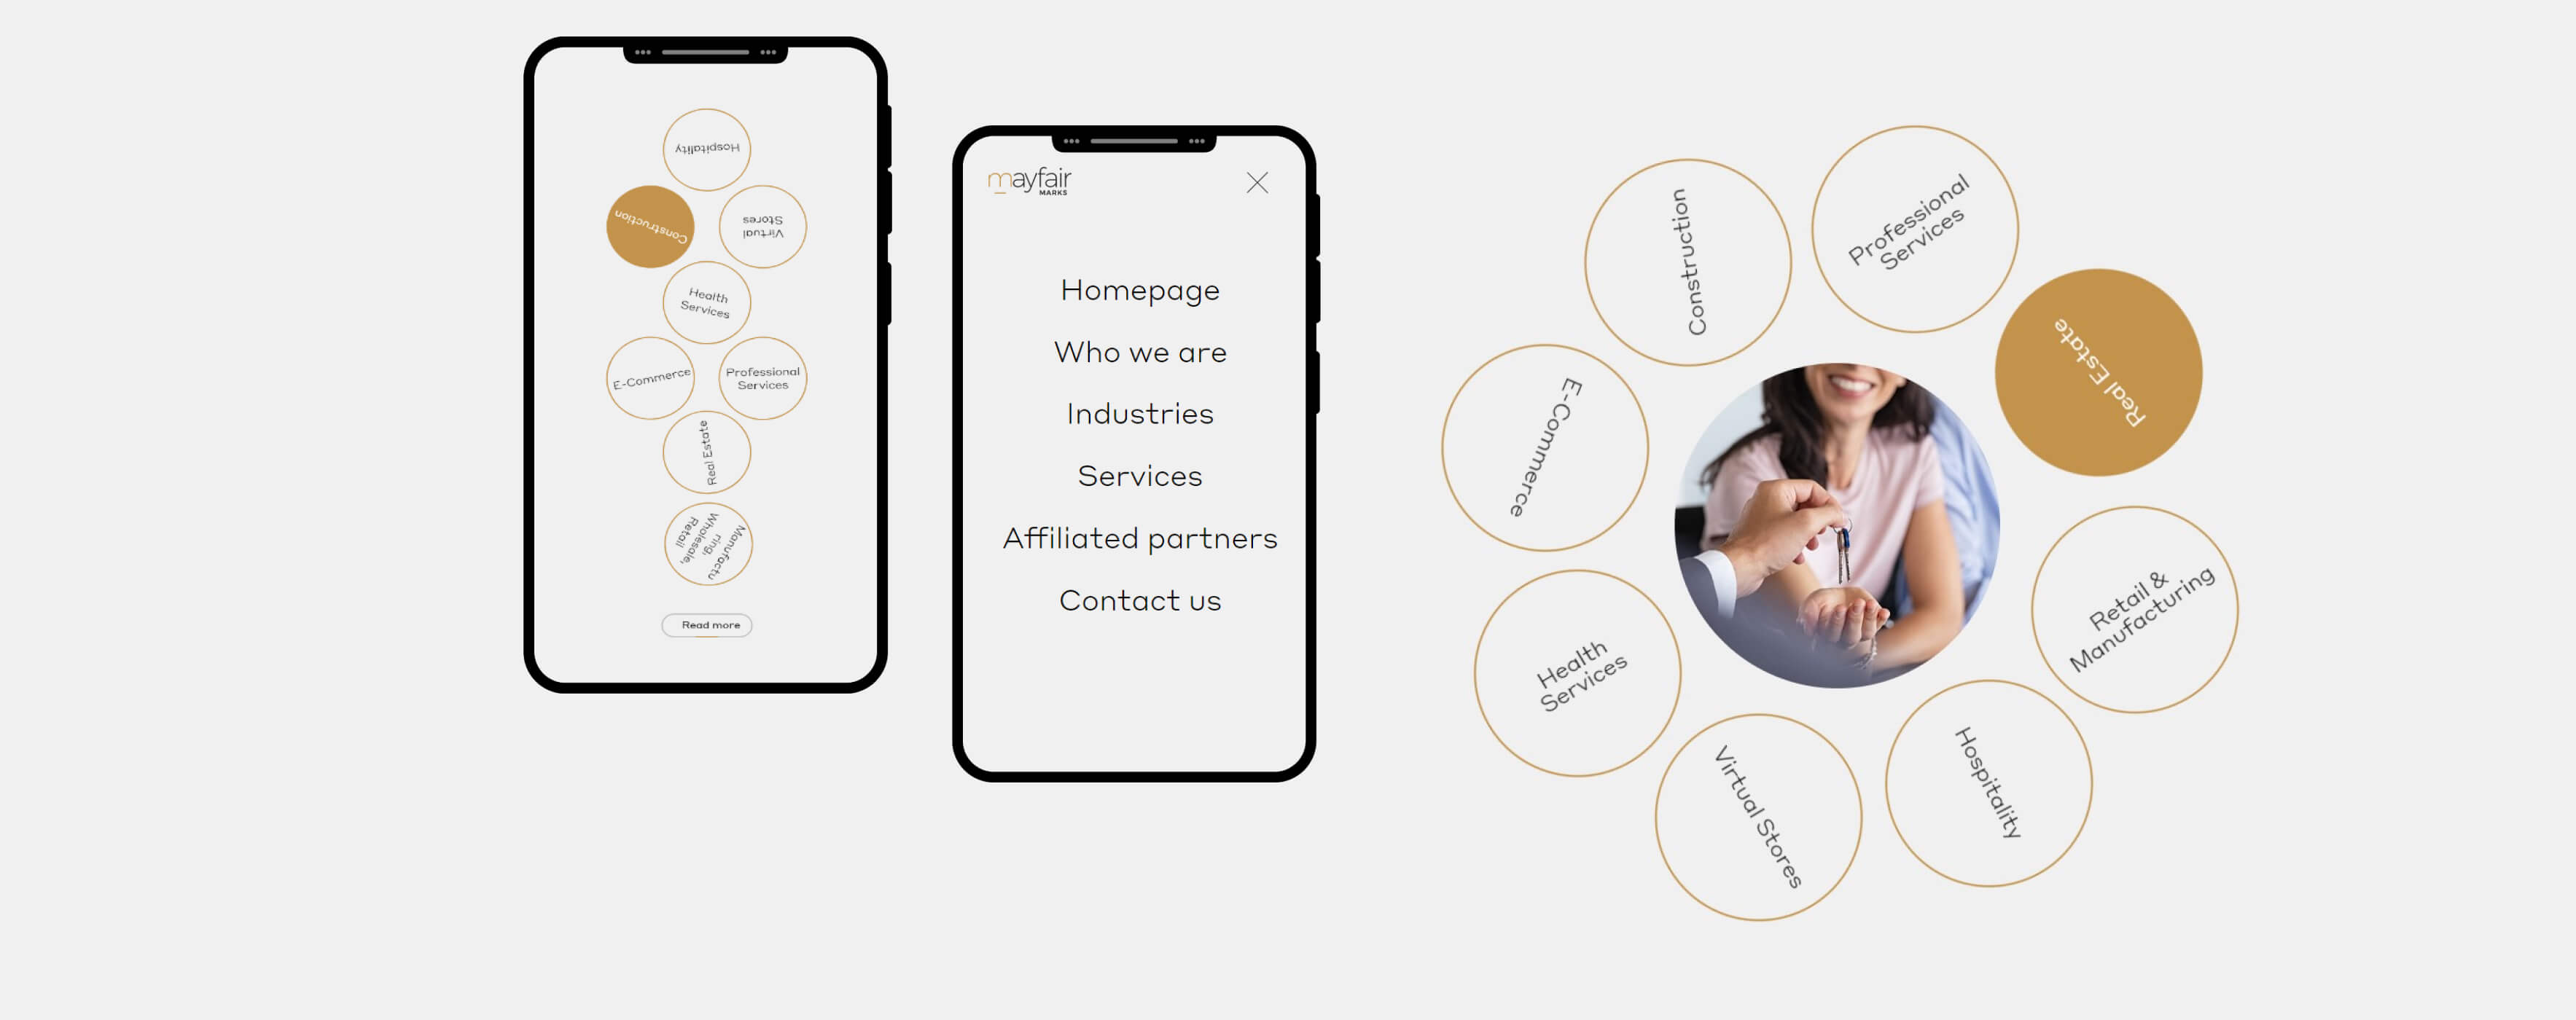 Hospitality
Construction
Virtual
Stores
Health
Services
E-Commerce
Professional
Services
Real Estate
Manufactu
ring,
Wholesale,
Retail
Read more
mayfair
MARKS
Homepage
Who we are
Industries
Services
Affiliated partners
Contact us
Construction
Professional
Services
Real Estate
E-Commerce
Retail &
Manufacturing
Health
Services
Hospitality
Virtual Stores